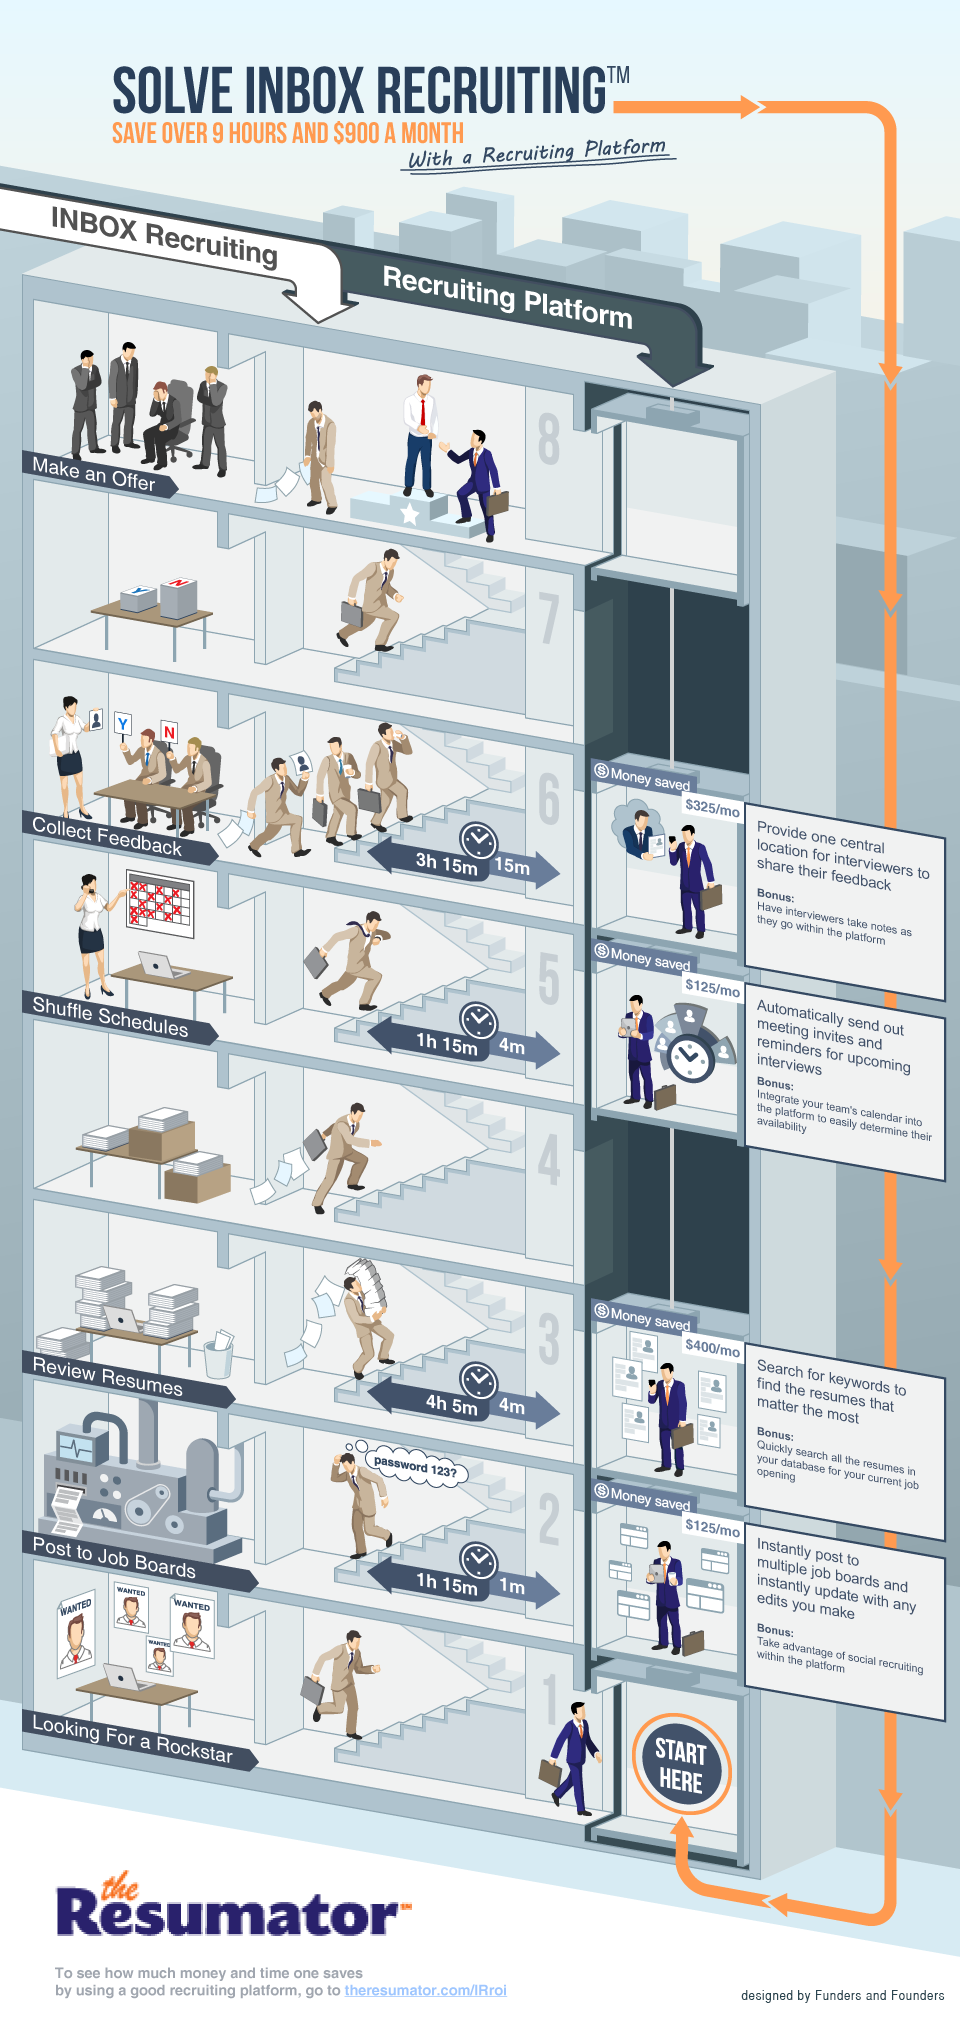 SOLVE INBOX RECRUITING™
SAVE OVER 9 HOURS AND $900 A MONTH
With a Recruiting Platform
INBOX Recruiting
Recruiting Platform
8
Make an Offer
Y
N
7
Y
N
6
Collect Feedback
3h 15m
15m
$ Money saved
$325/mo
Provide one central
location for interviewers to
share their feedback
Bonus:
Have interviewers take notes as
they go within the platform
5
Shuffle Schedules
1h 15m
4m
$ Money saved
$125/mo
Automatically send out
meeting invites and
reminders for upcoming
interviews
Bonus:
Integrate your team's calendar into
the platform to easily determine their
availability
4
3
Review Resumes
4h 5m
4m
$ Money saved
$400/mo
Search for keywords to
find the resumes that
matter the most
Bonus:
Quickly search all the resumes in
your database for your current job
opening
password 123?
2
Post to Job Boards
1h 15m
1m
$ Money saved
$125/mo
Instantly post to
multiple job boards and
instantly update with any
edits you make
Bonus:
Take advantage of social recruiting
within the platform
WANTED
WANTED
WANTED
WANTED
1
Looking For a Rockstar
START
HERE
the
Resumator
To see how much money and time one saves
by using a good recruiting platform, go to theresumator.com/IRroi
designed by Funders and Founders